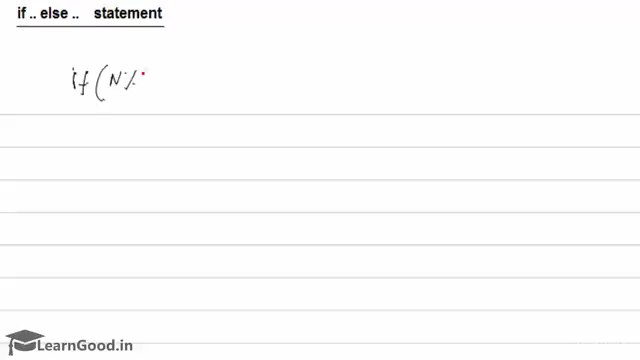 if .. else .. statement
if (N%
LearnGood.in